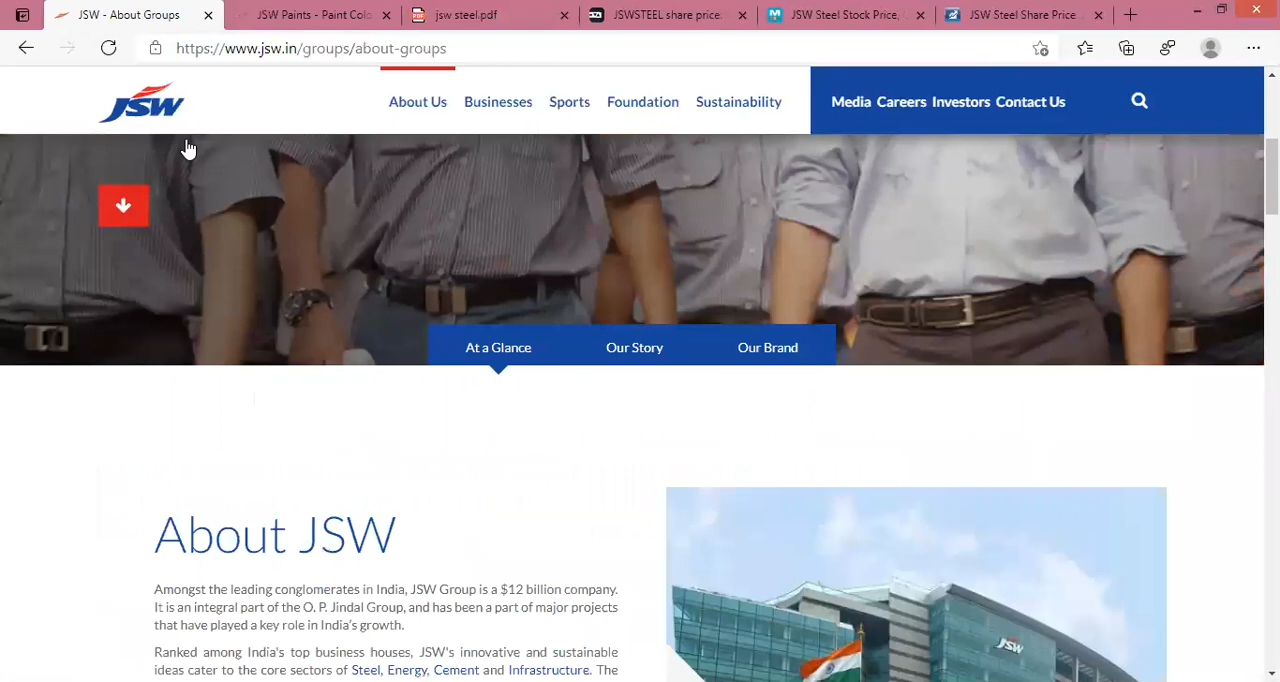 JSW - About Groups
JSW Paints - Paint Colo
jsw steel.pdf
JSWSTEEL share price
JSW Steel Stock Price,
JSW Steel Share Price
https://www.jsw.in/groups/about-groups
JSW
About Us Businesses Sports Foundation Sustainability
Media Careers Investors Contact Us
At a Glance Our Story Our Brand
About JSW
Amongst the leading conglomerates in India, JSW Group is a $12 billion company.
It is an integral part of the O. P. Jindal Group, and has been a part of major projects
that have played a key role in India's growth.
Ranked among India's top business houses, JSW's innovative and sustainable
ideas cater to the core sectors of Steel, Energy, Cement and Infrastructure. The
JSW